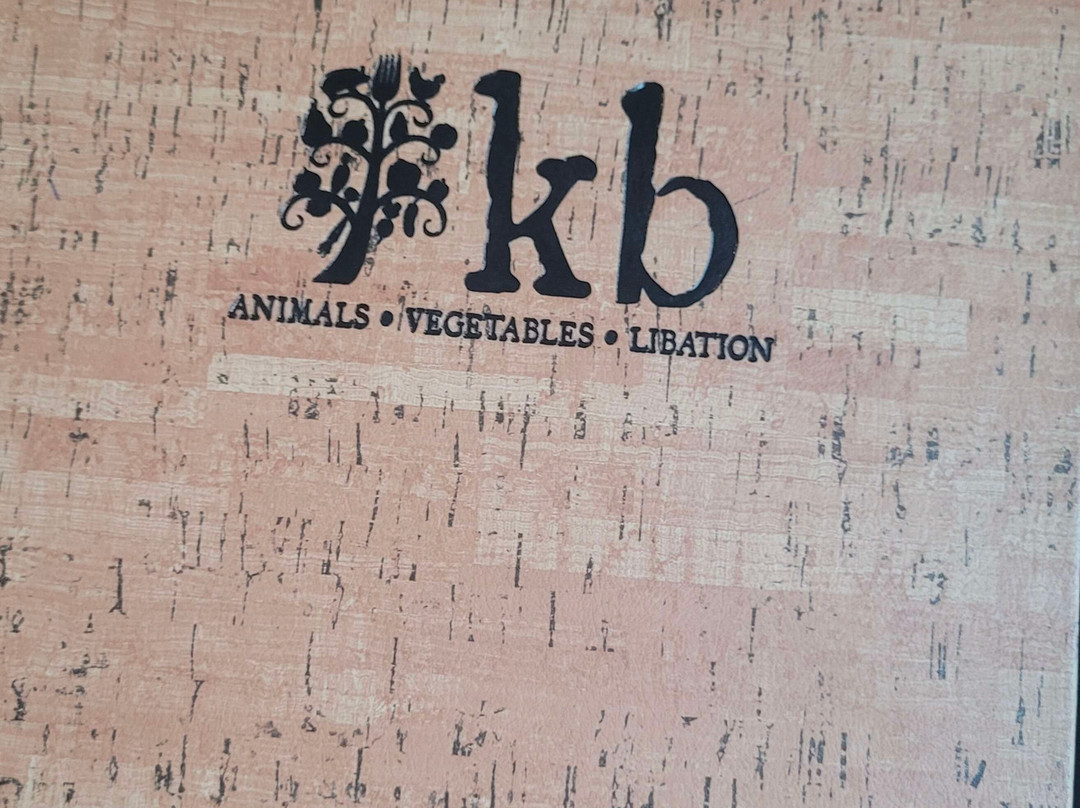 kb
ANIMALS • VEGETABLES • LIBATION